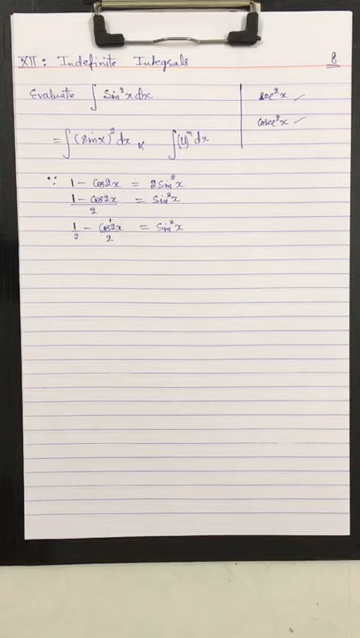 XII: Indefinite Integrals 8
Evaluate ∫ Sin²x dx sec²x ✓
= ∫ (sinx)² dx x ∫(x)ⁿ dx cosec²x ✓
∵ 1 - Cos2x = 2Sin²x
1 - Cos2x / 2 = Sin²x
1/2 - Cos2x / 2 = Sin²x